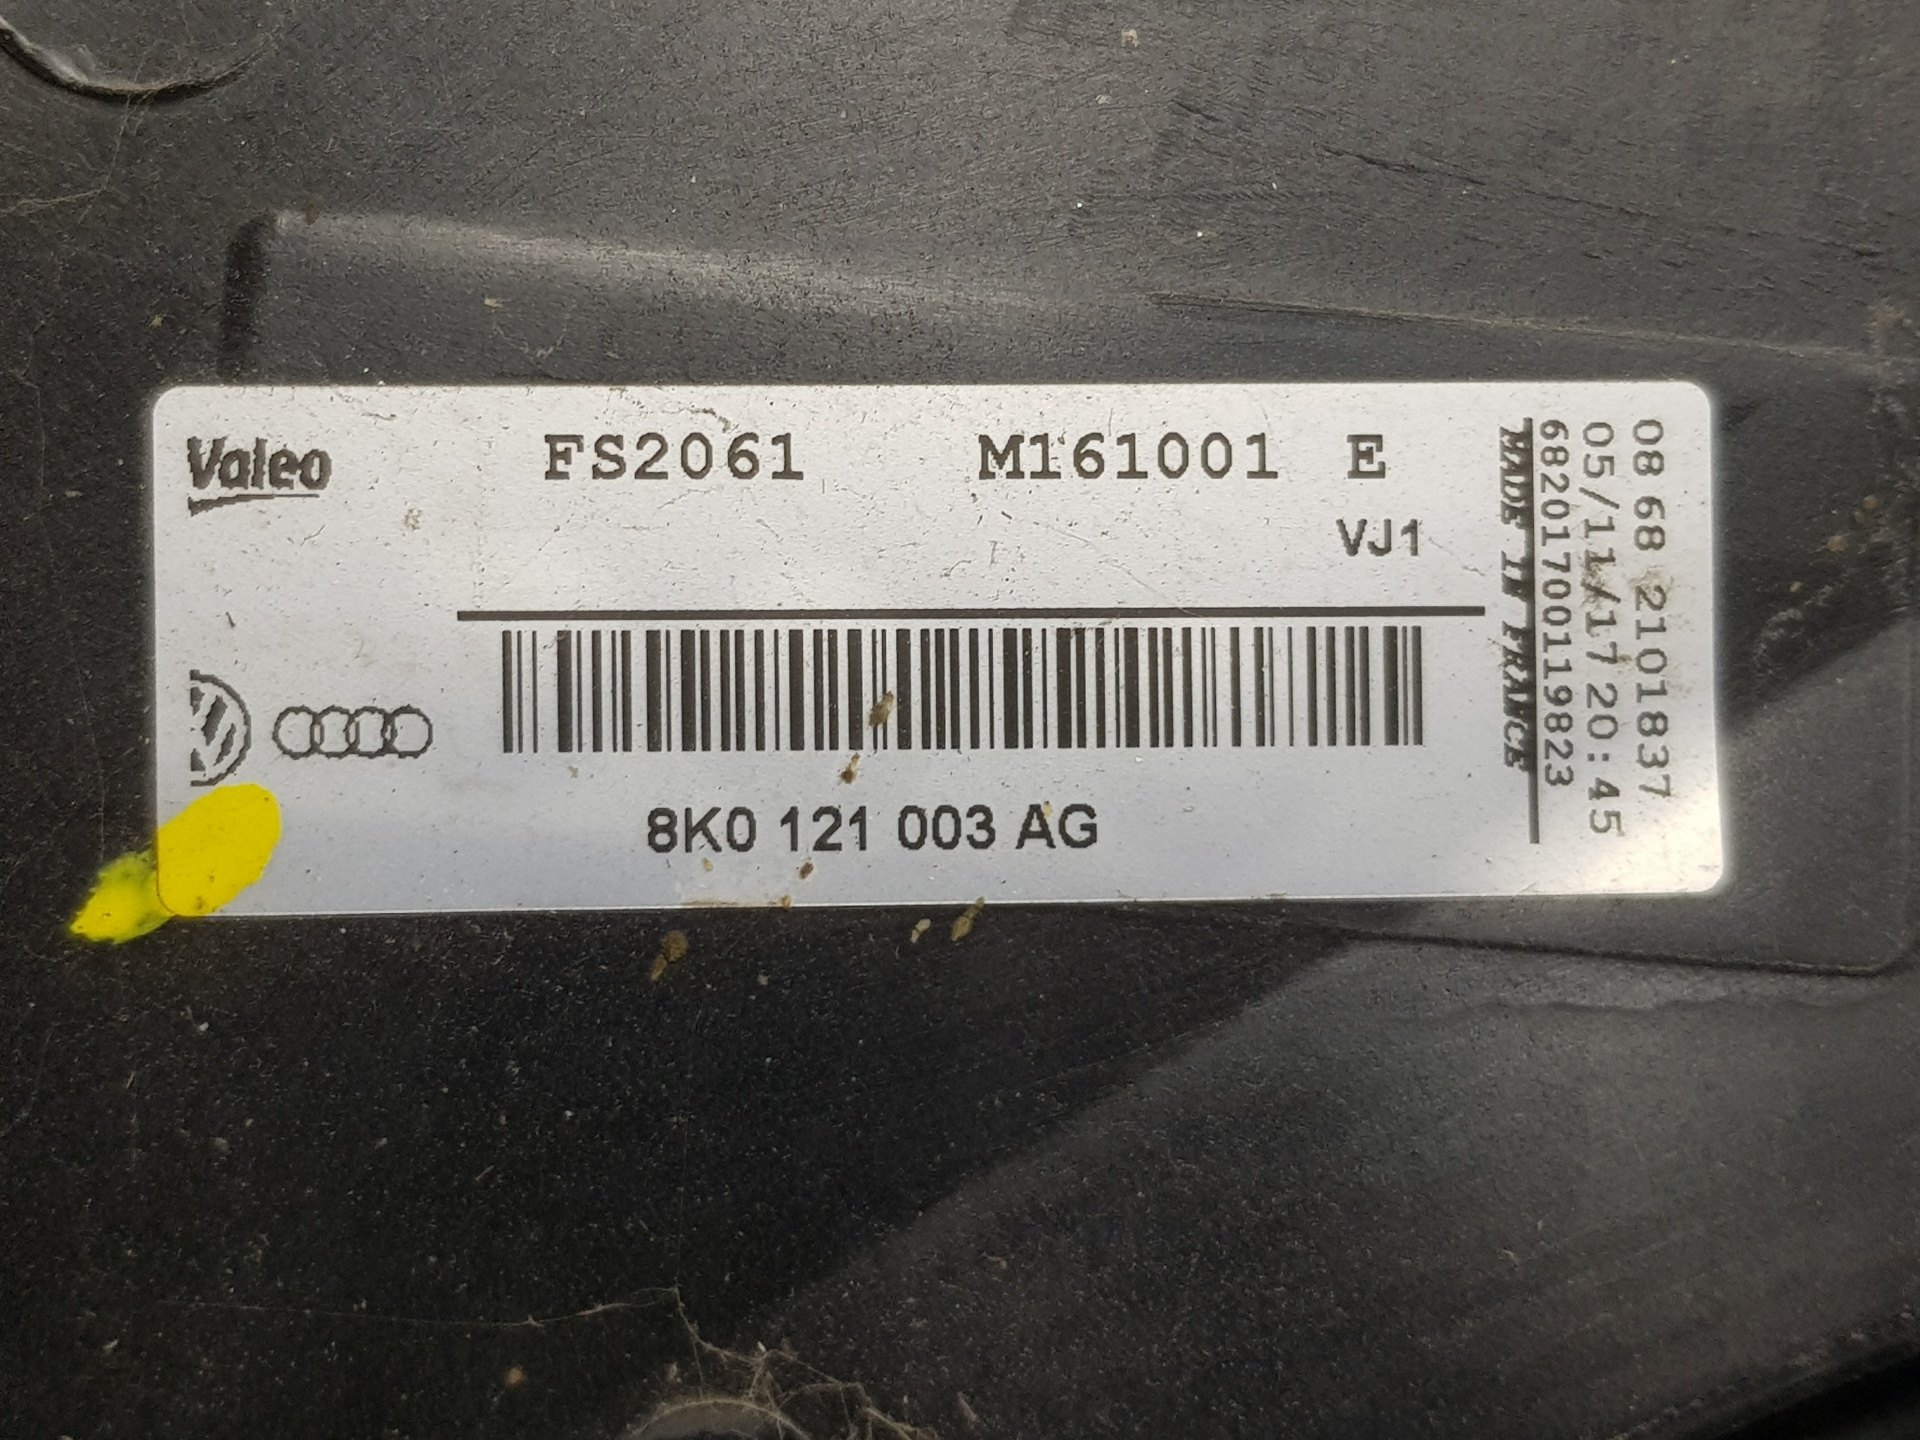 Valeo
FS2061 M161001 E
VJ1
8K0 121 003 AG
MADE IN FRANCE
68201700119823
05/11/17 20:45
08 68 2101837